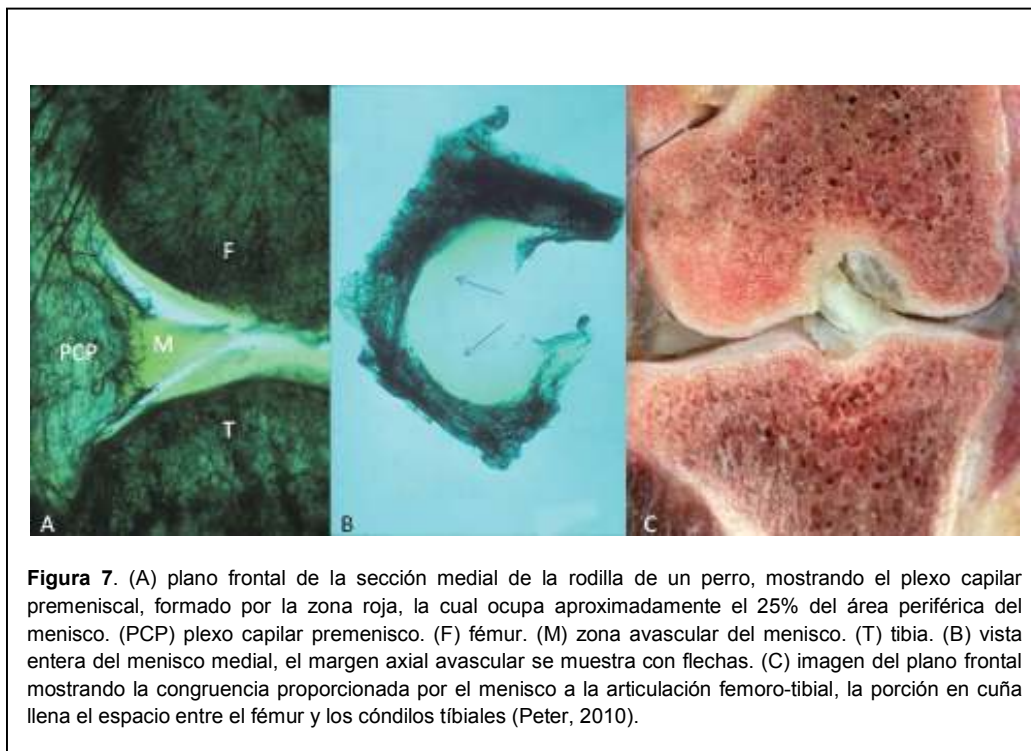 F
PCP
M
T
A
B
C
Figura 7. (A) plano frontal de la sección medial de la rodilla de un perro, mostrando el plexo capilar
premeniscal, formado por la zona roja, la cual ocupa aproximadamente el 25% del área periférica del
menisco. (PCP) plexo capilar premenisco. (F) fémur. (M) zona avascular del menisco. (T) tibia. (B) vista
entera del menisco medial, el margen axial avascular se muestra con flechas. (C) imagen del plano frontal
mostrando la congruencia proporcionada por el menisco a la articulación femoro-tibial, la porción en cuña
llena el espacio entre el fémur y los cóndilos tíbiales (Peter, 2010).